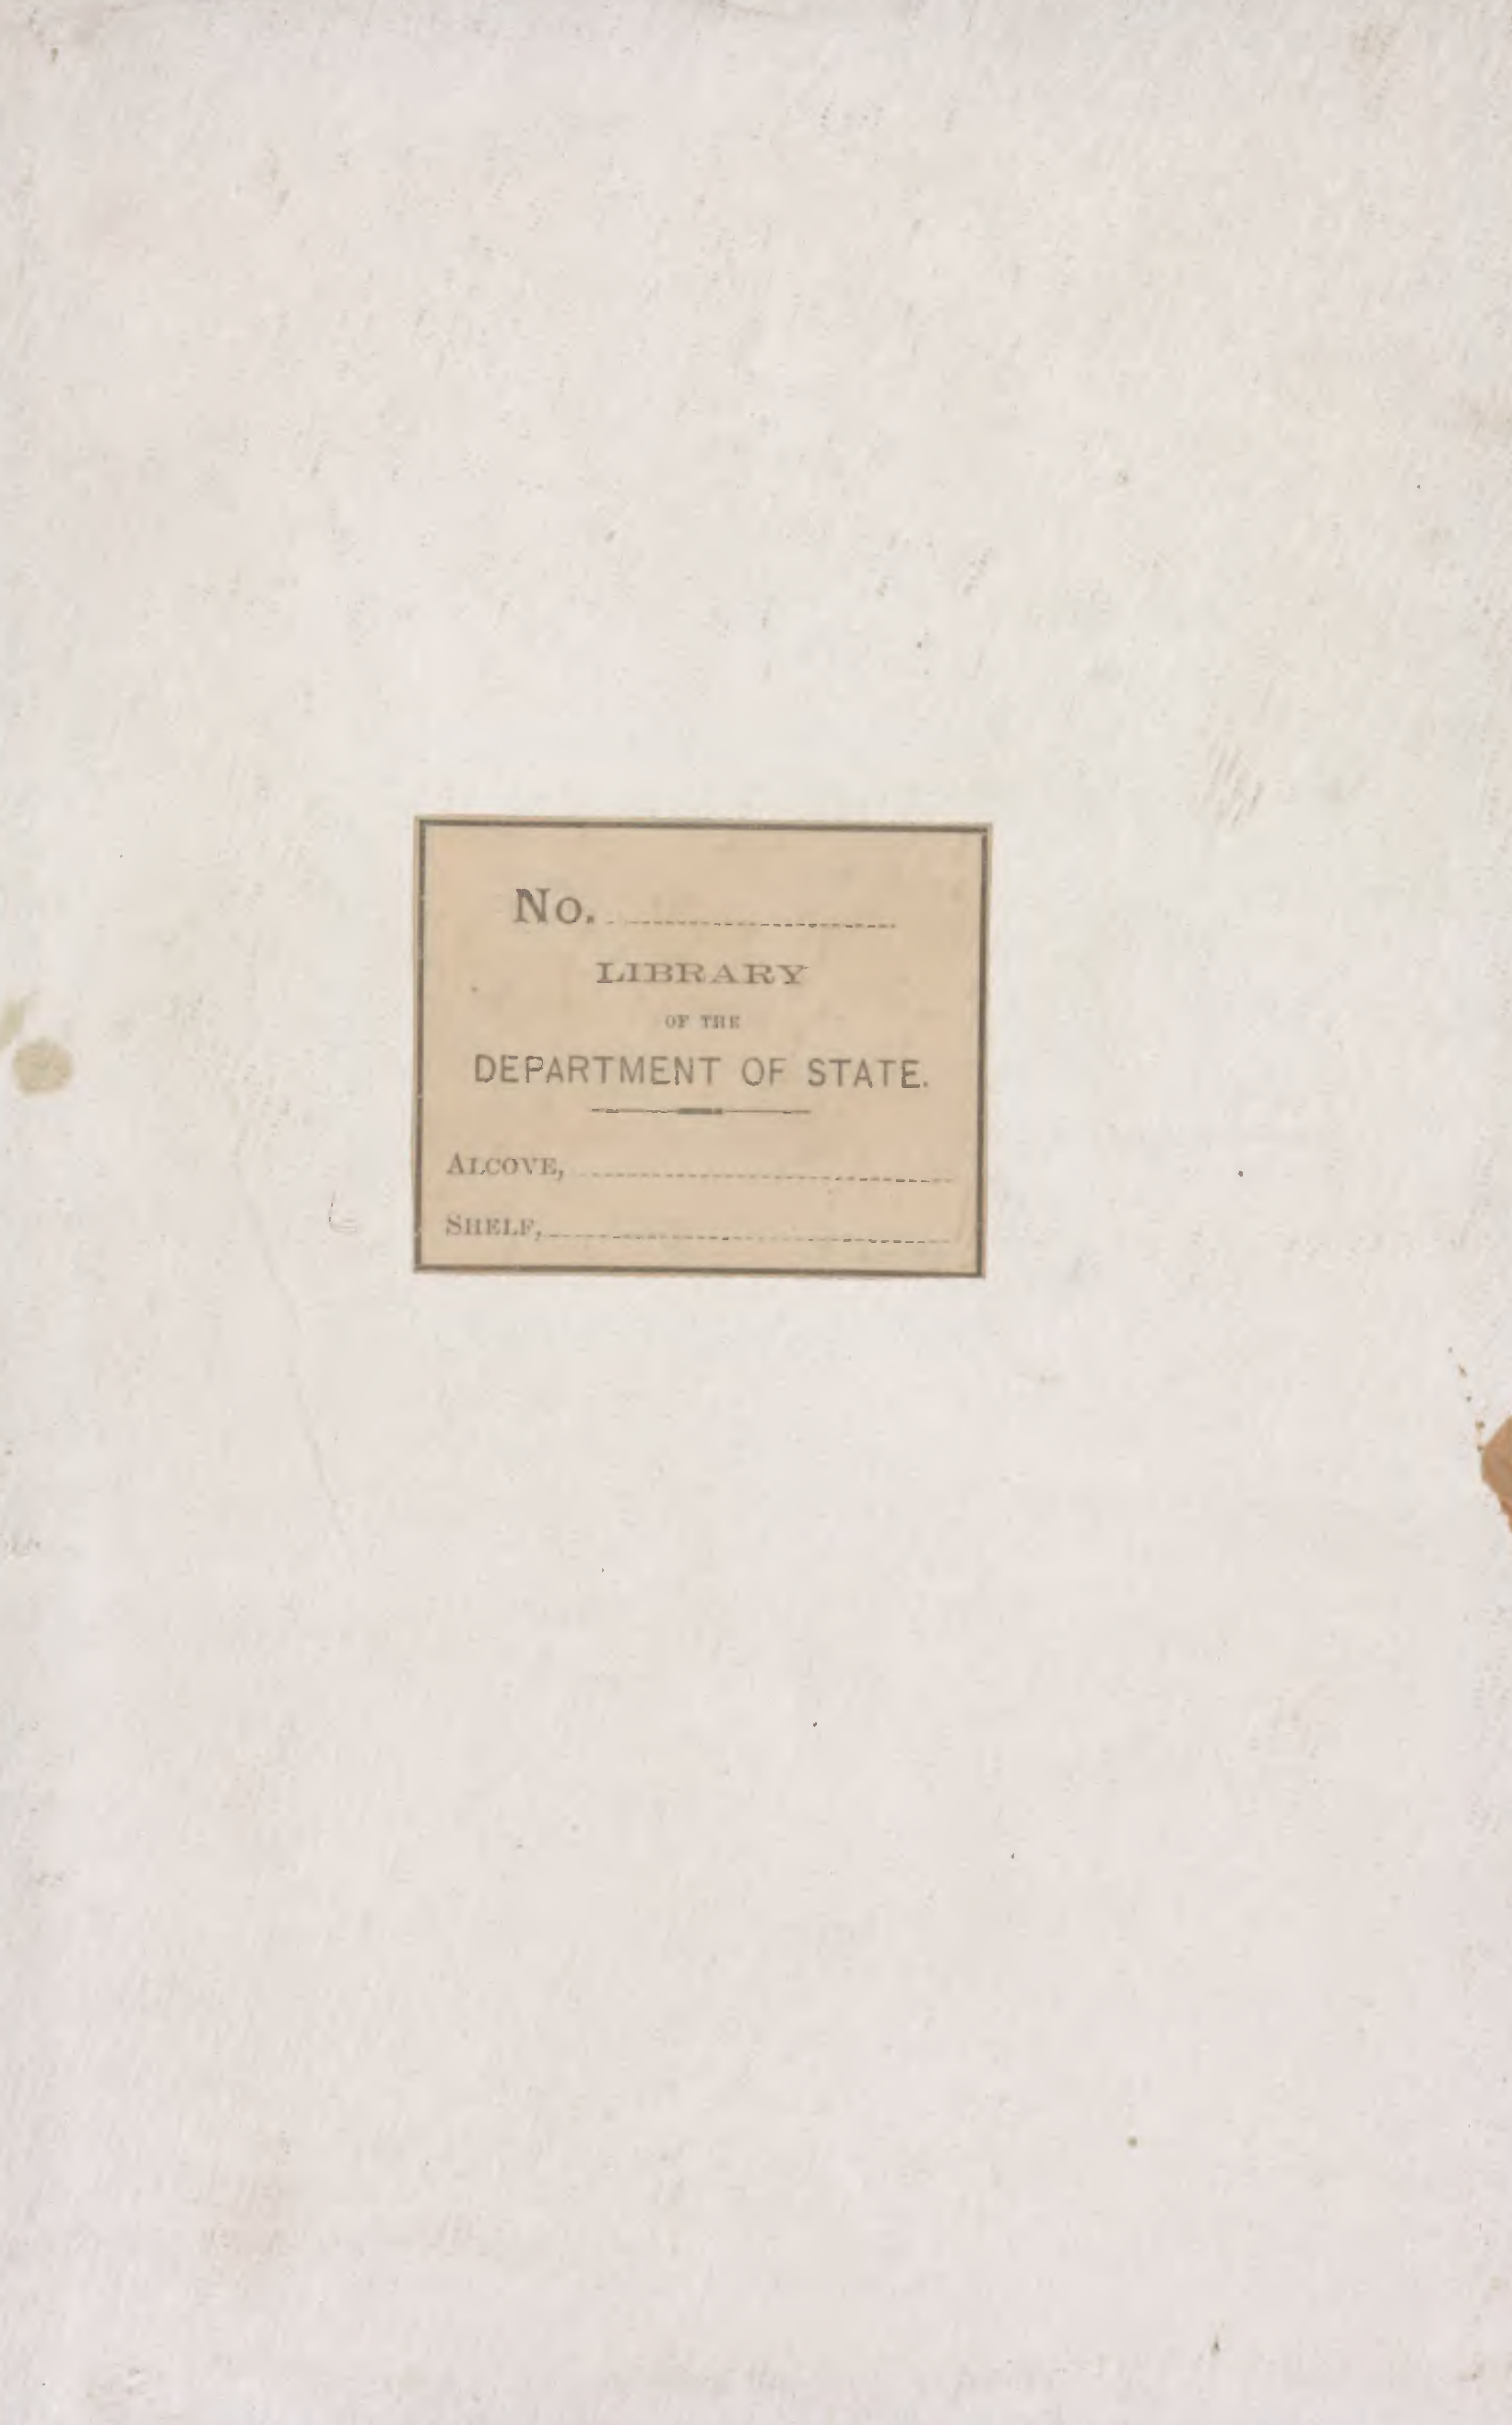 No. ..............................
LIBRARY
OF THE
DEPARTMENT OF STATE.
ALCOVE, ..............................
SHELF, ..............................